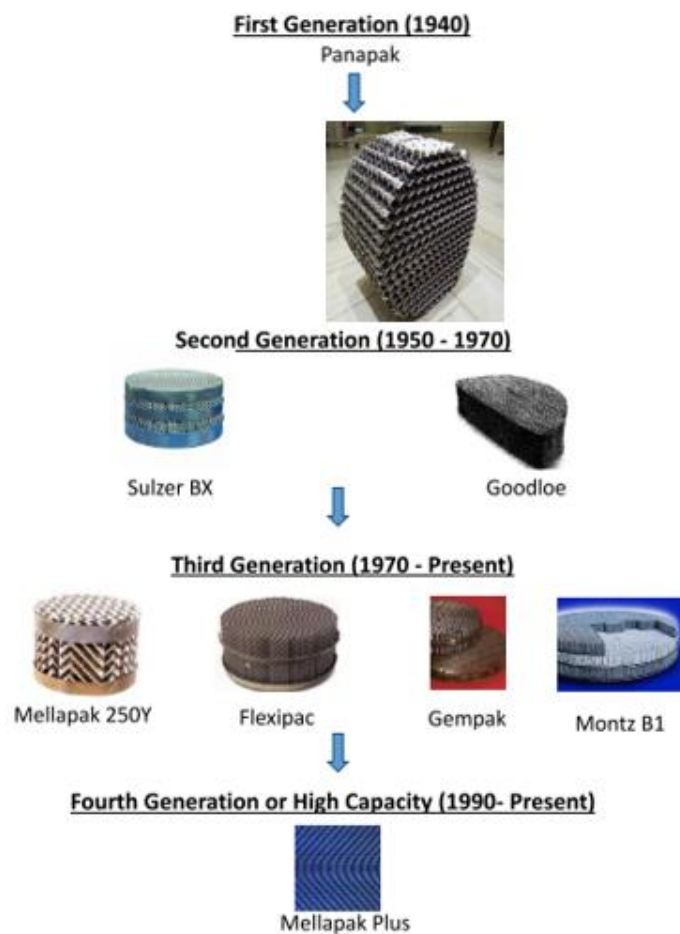 First Generation (1940)
Panapak
Second Generation (1950 - 1970)
Sulzer BX
Goodloe
Third Generation (1970 - Present)
Mellapak 250Y
Flexipac
Gempak
Montz B1
Fourth Generation or High Capacity (1990- Present)
Mellapak Plus